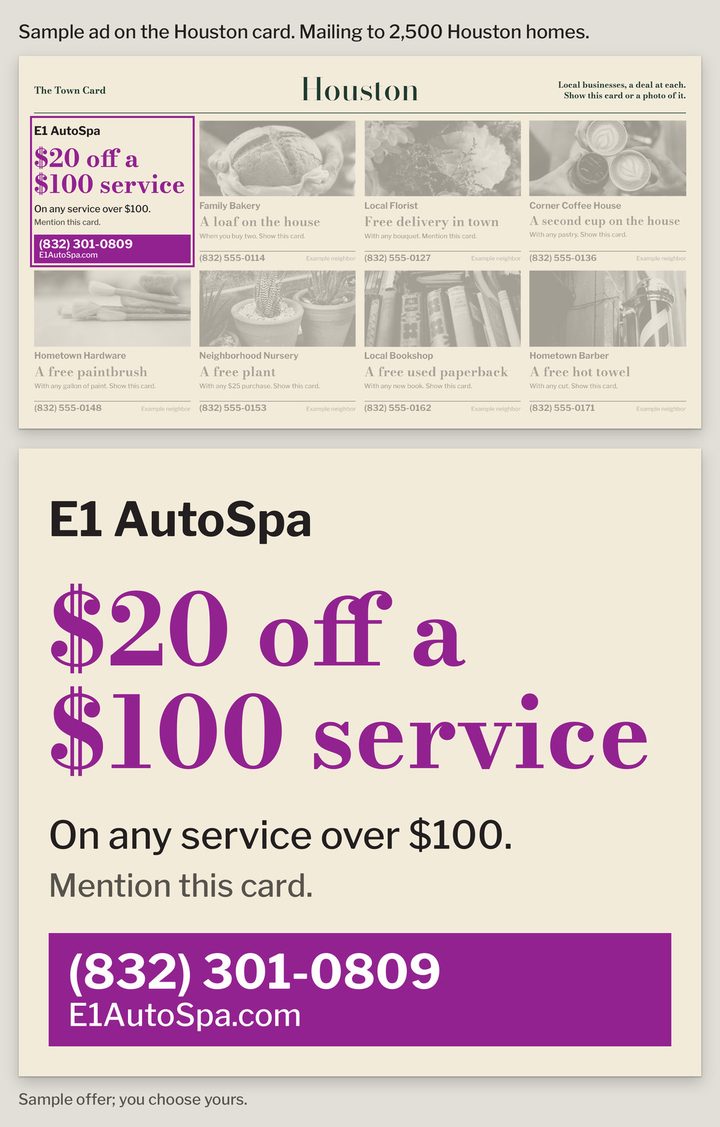 Sample ad on the Houston card. Mailing to 2,500 Houston homes.
The Town Card
Houston
Local businesses, a deal at each.
Show this card or a photo of it.
E1 AutoSpa
$20 off a
$100 service
On any service over $100.
Mention this card.
(832) 301-0809
E1AutoSpa.com
Family Bakery
A loaf on the house
When you buy two. Show this card.
(832) 555-0114
Example neighbor
Local Florist
Free delivery in town
With any bouquet. Mention this card.
(832) 555-0127
Example neighbor
Corner Coffee House
A second cup on the house
With any pastry. Show this card.
(832) 555-0136
Example neighbor
Hometown Hardware
A free paintbrush
With any gallon of paint. Show this card.
(832) 555-0148
Example neighbor
Neighborhood Nursery
A free plant
With any $25 purchase. Show this card.
(832) 555-0153
Example neighbor
Local Bookshop
A free used paperback
With any new book. Show this card.
(832) 555-0162
Example neighbor
Hometown Barber
A free hot towel
With any cut. Show this card.
(832) 555-0171
Example neighbor
E1 AutoSpa
$20 off a
$100 service
On any service over $100.
Mention this card.
(832) 301-0809
E1AutoSpa.com
Sample offer; you choose yours.